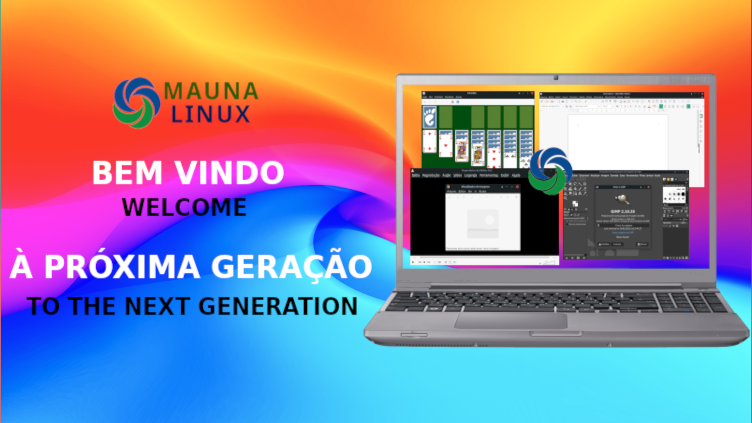 MAUNA
LINUX
BEM VINDO
WELCOME
À PRÓXIMA GERAÇÃO
TO THE NEXT GENERATION